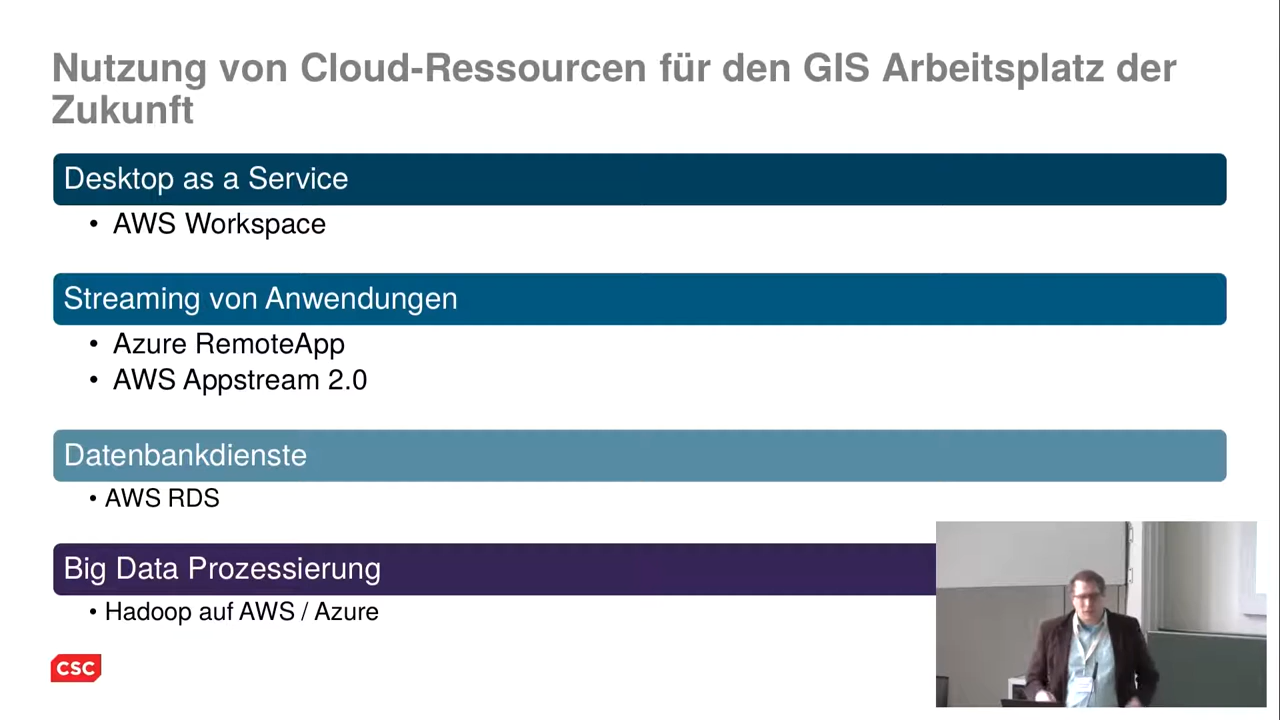 Nutzung von Cloud-Ressourcen für den GIS Arbeitsplatz der
Zukunft
Desktop as a Service
• AWS Workspace
Streaming von Anwendungen
• Azure RemoteApp
• AWS Appstream 2.0
Datenbankdienste
• AWS RDS
Big Data Prozessierung
• Hadoop auf AWS / Azure
CSC